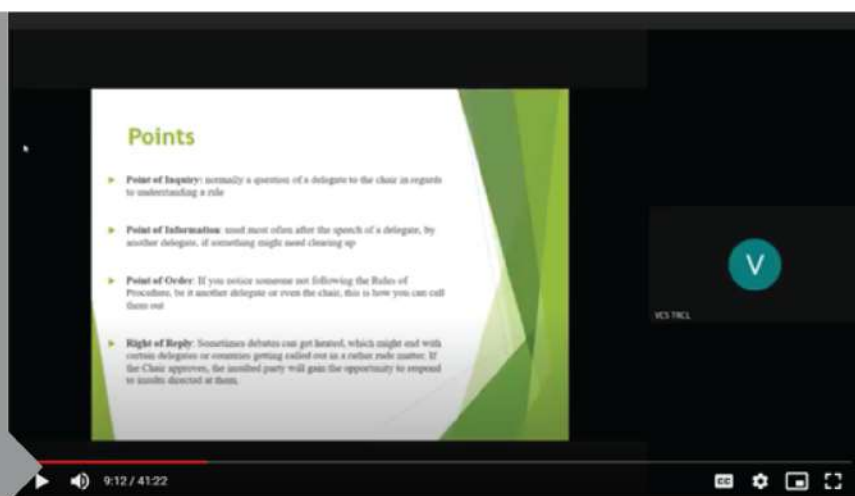 Points
▶ Point of Inquiry: normally a question of a delegate to the chair in regards
to understanding a rule
▶ Point of Information: used most often after the speech of a delegate, by
another delegate, if something might need clearing up
▶ Point of Order: If you notice someone not following the Rules of
Procedure, be it another delegate or even the chair, this is how you can call
them out
▶ Right of Reply: Sometimes debates can get heated, which might end with
certain delegates or countries getting called out in a rather rude matter. If
the Chair approves, the insulted party will gain the opportunity to respond
to insults directed at them.
V
VCS TRCL
9:12 / 41:22
CC